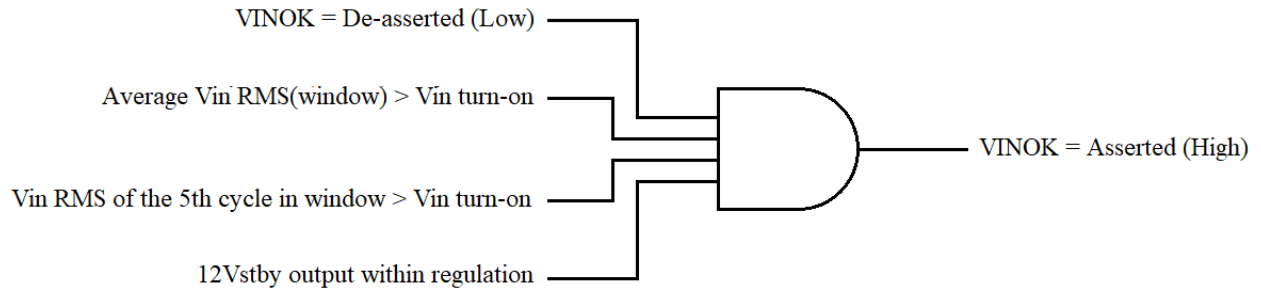 VINOK = De-asserted (Low)
Average Vin RMS(window) > Vin turn-on
VINOK = Asserted (High)
Vin RMS of the 5th cycle in window > Vin turn-on
12Vstby output within regulation